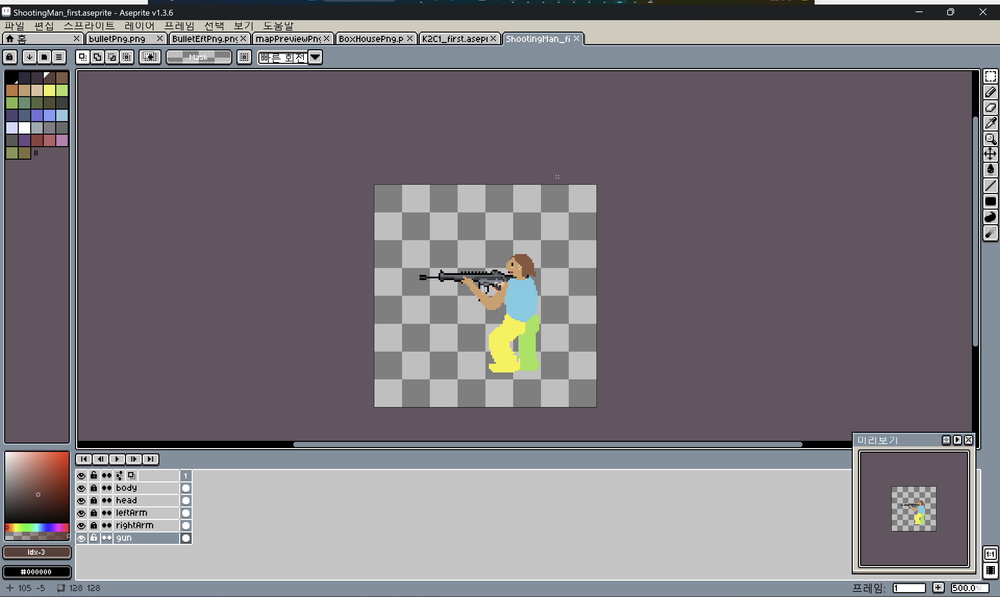 ShootingMan_first.aseprite - Aseprite v1.3.6
파일 편집 스프라이트 레이어 프레임 선택 보기 도움말
홈 bulletPng.png BulletEftPng.pn mapPreviewPn BoxHousePng.p K2C1_first.asep ShootingMan_fi
Mask 빠른 회전
미리보기
1
body
head
leftArm
rightArm
gun
Idx-3
#000000
1:1
105 -5 128 128 프레임: 1 + 500.0%